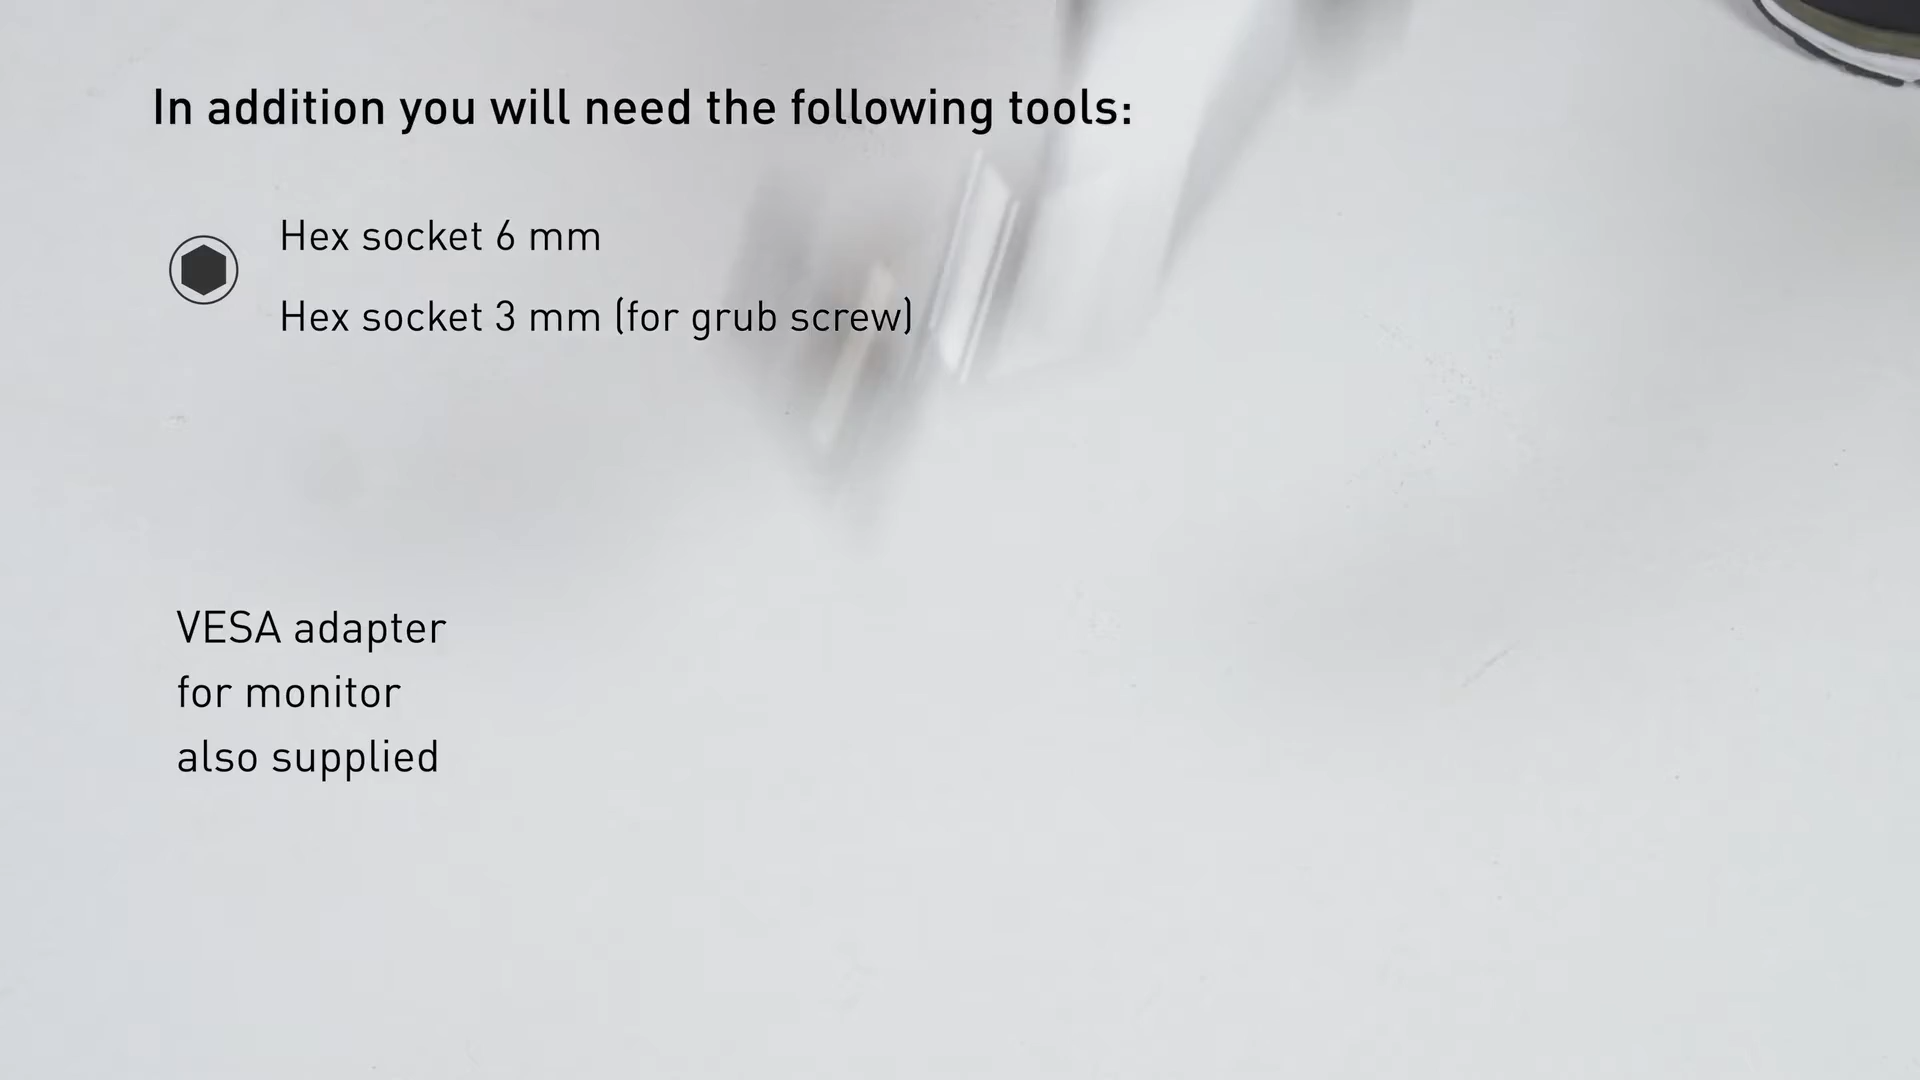 In addition you will need the following tools:
Hex socket 6 mm
Hex socket 3 mm (for grub screw)
VESA adapter
for monitor
also supplied